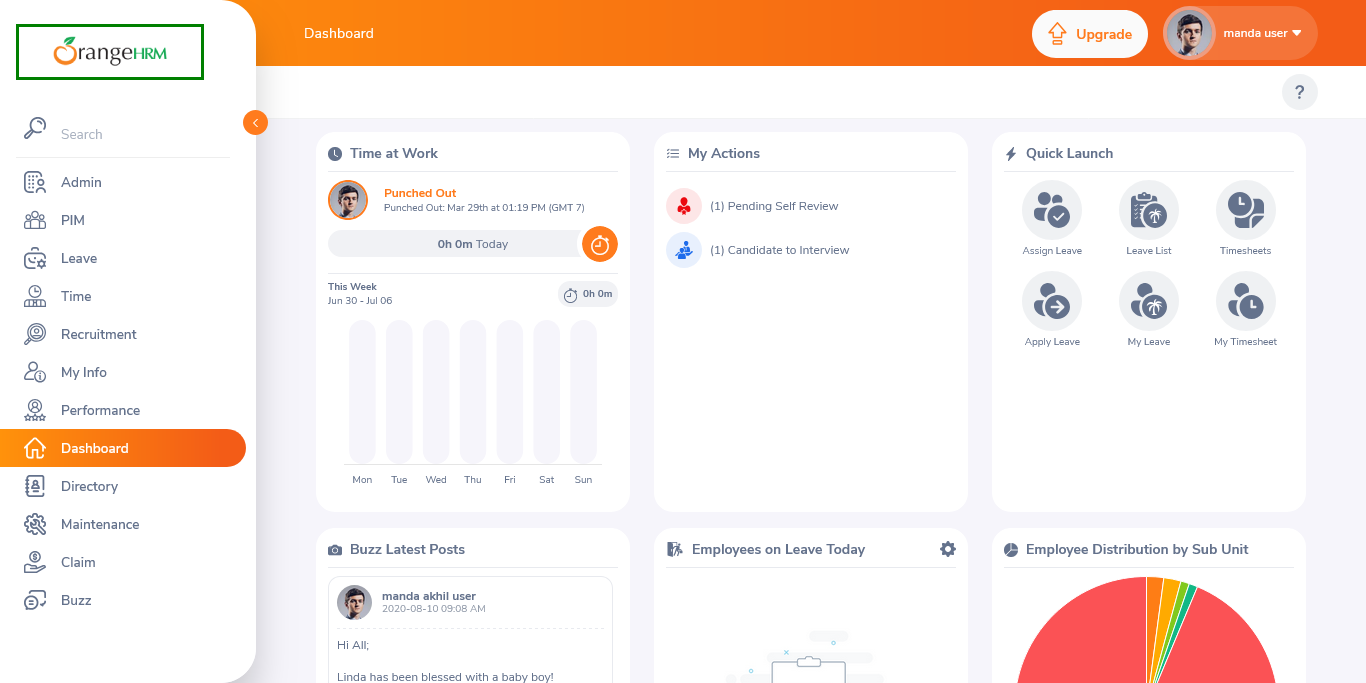 OrangeHRM
Search
Admin
PIM
Leave
Time
Recruitment
My Info
Performance
Dashboard
Directory
Maintenance
Claim
Buzz
Dashboard
Upgrade
manda user
?
Time at Work
Punched Out
Punched Out: Mar 29th at 01:19 PM (GMT 7)
0h 0m Today
This Week
Jun 30 - Jul 06
0h 0m
Mon Tue Wed Thu Fri Sat Sun
My Actions
(1) Pending Self Review
(1) Candidate to Interview
Quick Launch
Assign Leave Leave List Timesheets
Apply Leave My Leave My Timesheet
Buzz Latest Posts
manda akhil user
2020-08-10 09:08 AM
Hi All;
Linda has been blessed with a baby boy!
Employees on Leave Today
Employee Distribution by Sub Unit